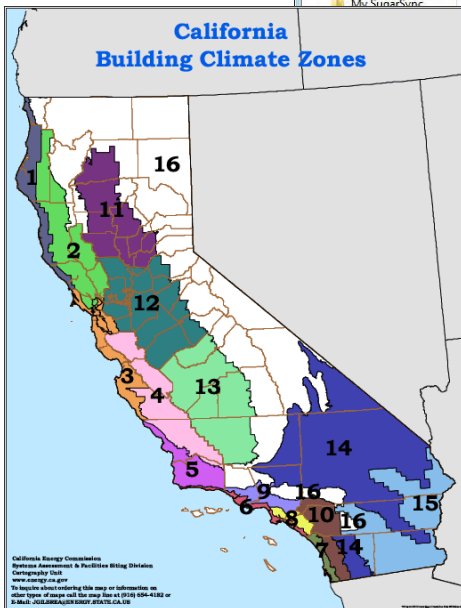 My SugarSync
California
Building Climate Zones
16
1
11
2
12
3
4
13
14
5
15
9
16
6
8
10
16
7
14
California Energy Commission
Systems Assessment & Facilities Siting Division
Cartography Unit
www.energy.ca.gov
To inquire about ordering this map or information on
other types of maps call the map line at (916) 654-4182 or
E-Mail: JGILBREA@ENERGY.STATE.CA.US